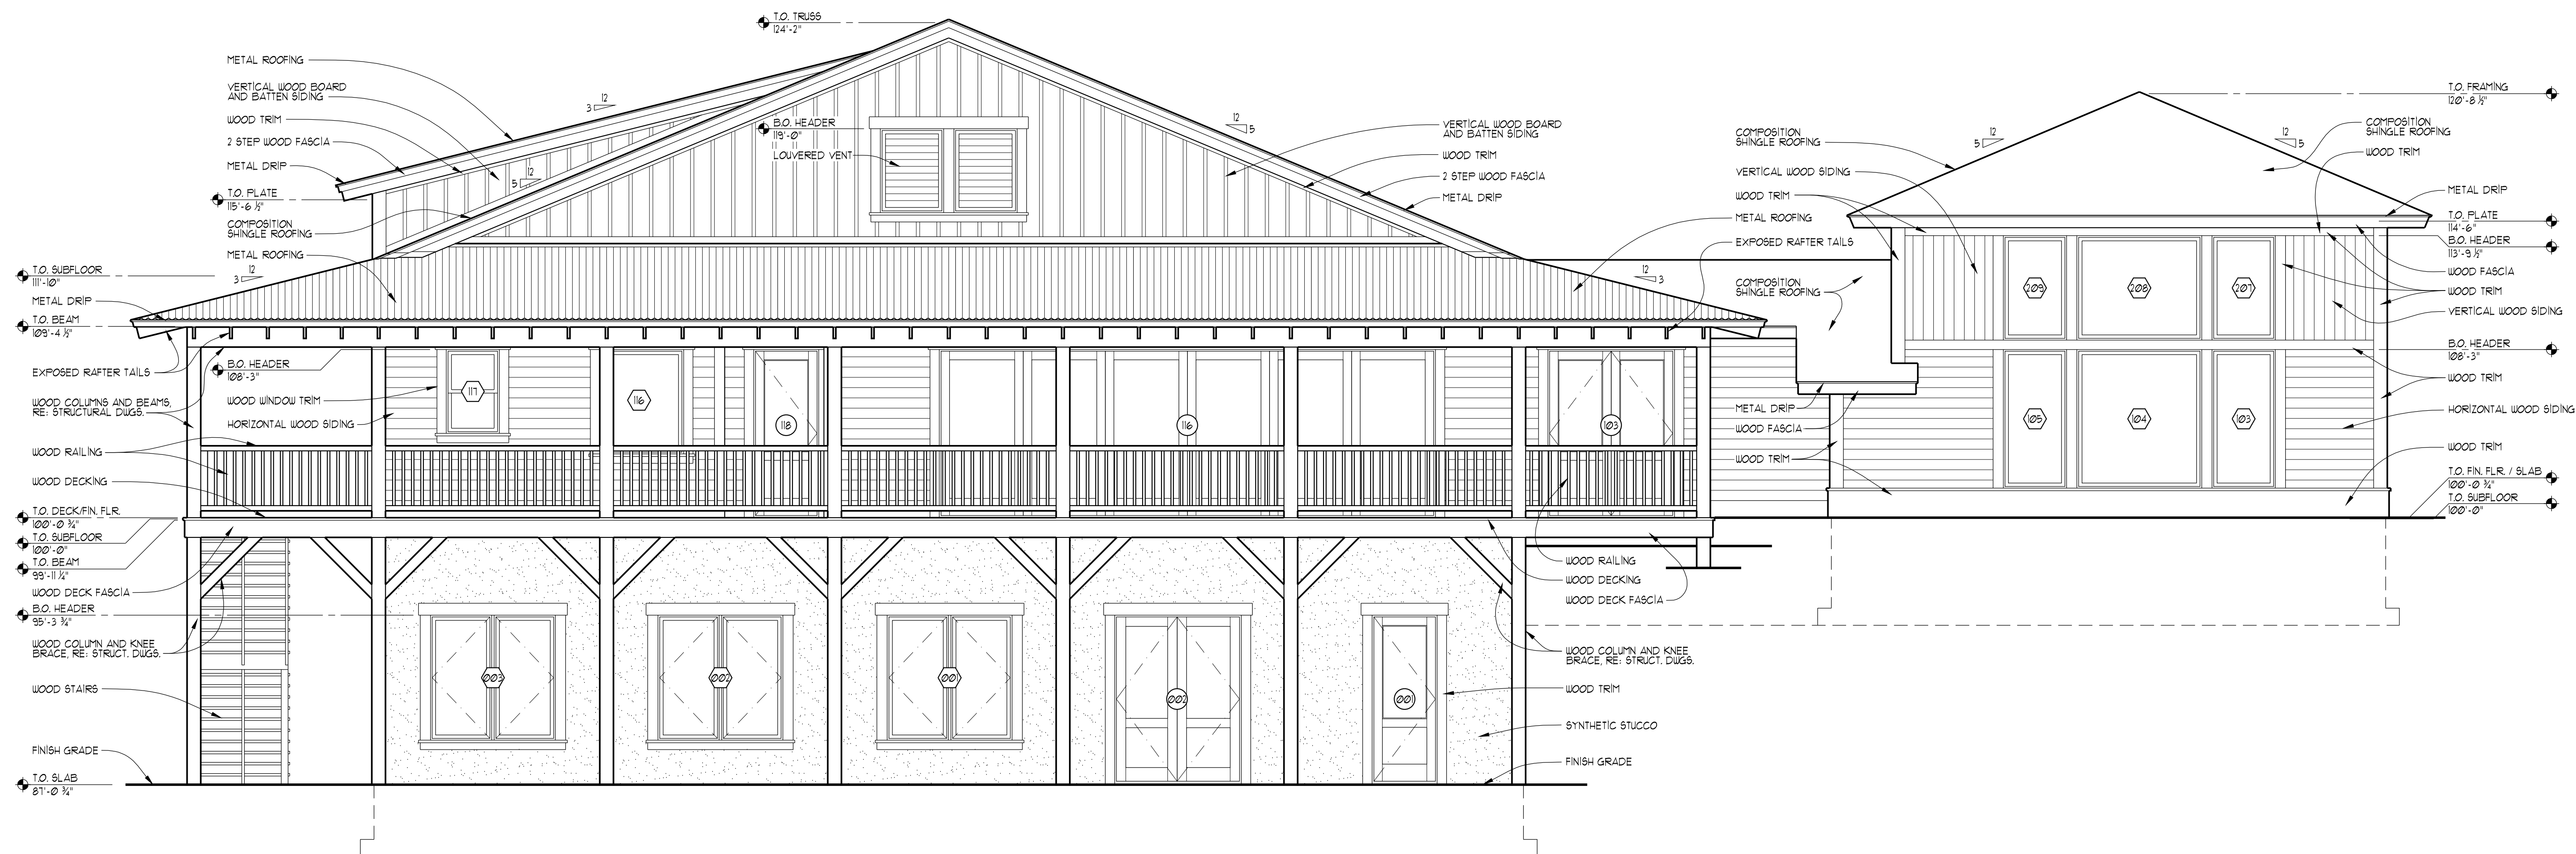 T.O. TRUSS
124'-2"
METAL ROOFING
VERTICAL WOOD BOARD
AND BATTEN SIDING
WOOD TRIM
2 STEP WOOD FASCIA
METAL DRIP
T.O. PLATE
115'-6 ½"
COMPOSITION
SHINGLE ROOFING
METAL ROOFING
12
3
12
5
12
3
T.O. SUBFLOOR
111'-10"
METAL DRIP
T.O. BEAM
109'-4 ½"
EXPOSED RAFTER TAILS
WOOD COLUMNS AND BEAMS,
RE: STRUCTURAL DWGS.
WOOD RAILING
WOOD DECKING
T.O. DECK/FIN. FLR.
100'-0 ¾"
T.O. SUBFLOOR
100'-0"
T.O. BEAM
99'-11 ¼"
WOOD DECK FASCIA
B.O. HEADER
95'-3 ¾"
WOOD COLUMN AND KNEE
BRACE, RE: STRUCT. DWGS.
WOOD STAIRS
FINISH GRADE
T.O. SLAB
87'-0 ¾"
B.O. HEADER
108'-3"
WOOD WINDOW TRIM
HORIZONTAL WOOD SIDING
B.O. HEADER
119'-0"
LOUVERED VENT
117
116
118
116
103
003
002
001
002
001
12
5
VERTICAL WOOD BOARD
AND BATTEN SIDING
WOOD TRIM
2 STEP WOOD FASCIA
METAL DRIP
12
3
WOOD RAILING
WOOD DECKING
WOOD DECK FASCIA
WOOD COLUMN AND KNEE
BRACE, RE: STRUCT. DWGS.
WOOD TRIM
SYNTHETIC STUCCO
FINISH GRADE
COMPOSITION
SHINGLE ROOFING
VERTICAL WOOD SIDING
WOOD TRIM
METAL ROOFING
EXPOSED RAFTER TAILS
COMPOSITION
SHINGLE ROOFING
METAL DRIP
WOOD FASCIA
WOOD TRIM
12
5
12
5
209
208
207
105
104
103
T.O. FRAMING
120'-8 ½"
COMPOSITION
SHINGLE ROOFING
WOOD TRIM
METAL DRIP
T.O. PLATE
114'-6"
B.O. HEADER
113'-9 ½"
WOOD FASCIA
WOOD TRIM
VERTICAL WOOD SIDING
B.O. HEADER
108'-3"
WOOD TRIM
HORIZONTAL WOOD SIDING
WOOD TRIM
T.O. FIN. FLR. / SLAB
100'-0 ¾"
T.O. SUBFLOOR
100'-0"